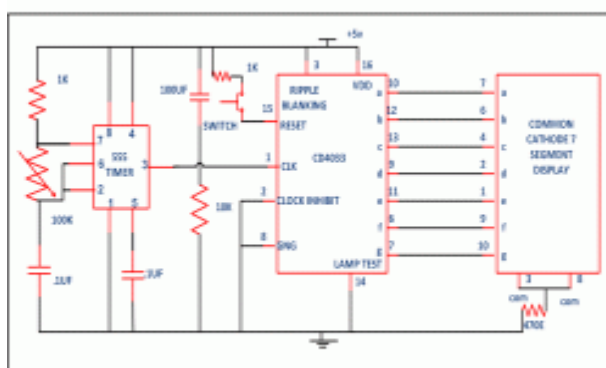 +5v
1K
100UF
1K
SWITCH
3
16
RIPPLE
BLANKING
VDD
15
RESET
1
CLK
CD4033
2
CLOCK INHIBIT
8
GNG
LAMP TEST
14
10
12
13
9
11
6
7
a
b
c
d
e
f
g
7
6
4
2
1
9
10
a
b
c
d
e
f
g
COMMON
CATHODE 7
SEGMENT
DISPLAY
3
8
com
com
470E
8
4
7
6
2
3
555
TIMER
1
5
100K
.1UF
.1UF
10K